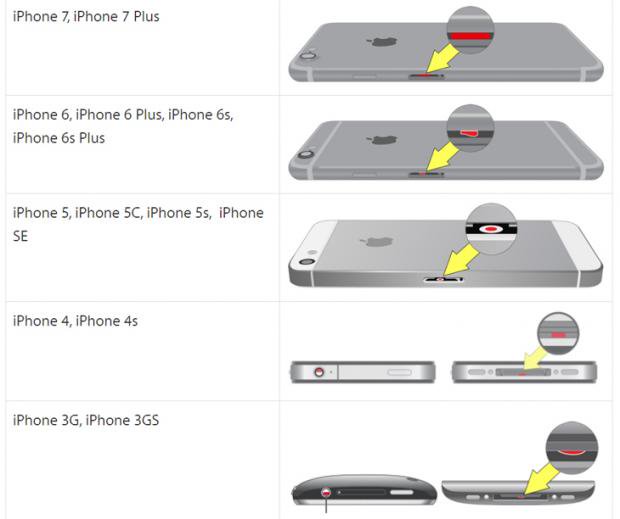 iPhone 7, iPhone 7 Plus
iPhone 6, iPhone 6 Plus, iPhone 6s,
iPhone 6s Plus
iPhone 5, iPhone 5C, iPhone 5s,  iPhone
SE
iPhone 4, iPhone 4s
iPhone 3G, iPhone 3GS